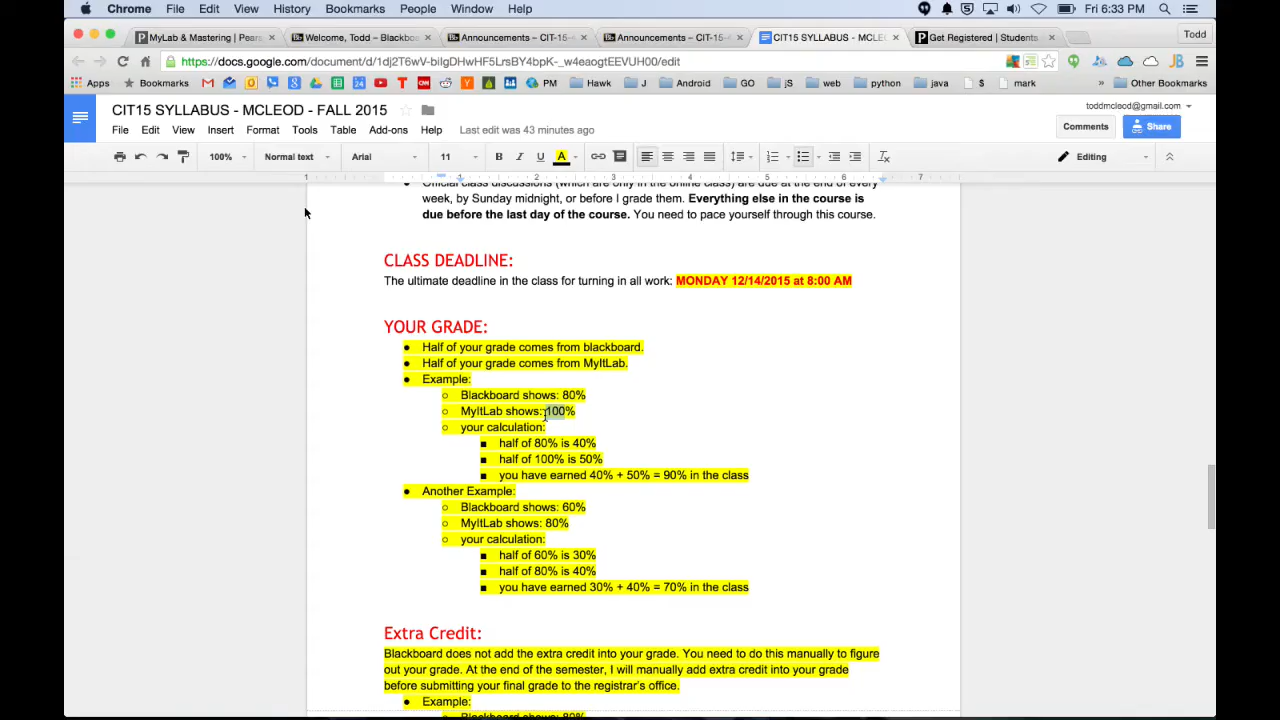 Chrome File Edit View History Bookmarks People Window Help Fri 6:33 PM
MyLab & Mastering | Pears Welcome, Todd – Blackboa Announcements – CIT-15- Announcements – CIT-15- CIT15 SYLLABUS - MCLEO Get Registered | Students Todd
https://docs.google.com/document/d/1dj2T6wV-bilgDHwHF5LrsBY4bpK-_w4eaogtEEVUH00/edit
Apps Bookmarks PM Hawk J Android GO jS web python java $ mark » Other Bookmarks
CIT15 SYLLABUS - MCLEOD - FALL 2015
toddmcleod@gmail.com
File Edit View Insert Format Tools Table Add-ons Help Last edit was 43 minutes ago
Comments Share
100% Normal text Arial 11 B I U A Editing
1 1 2 3 4 5 6 7
Official class discussions (which are only in the online class) are due at the end of every
week, by Sunday midnight, or before I grade them. Everything else in the course is
due before the last day of the course. You need to pace yourself through this course.
CLASS DEADLINE:
The ultimate deadline in the class for turning in all work: MONDAY 12/14/2015 at 8:00 AM
YOUR GRADE:
● Half of your grade comes from blackboard.
● Half of your grade comes from MyItLab.
● Example:
○ Blackboard shows: 80%
○ MyItLab shows: 100%
○ your calculation:
■ half of 80% is 40%
■ half of 100% is 50%
■ you have earned 40% + 50% = 90% in the class
● Another Example:
○ Blackboard shows: 60%
○ MyItLab shows: 80%
○ your calculation:
■ half of 60% is 30%
■ half of 80% is 40%
■ you have earned 30% + 40% = 70% in the class
Extra Credit:
Blackboard does not add the extra credit into your grade. You need to do this manually to figure
out your grade. At the end of the semester, I will manually add extra credit into your grade
before submitting your final grade to the registrar's office.
● Example:
○ Blackboard shows: 80%